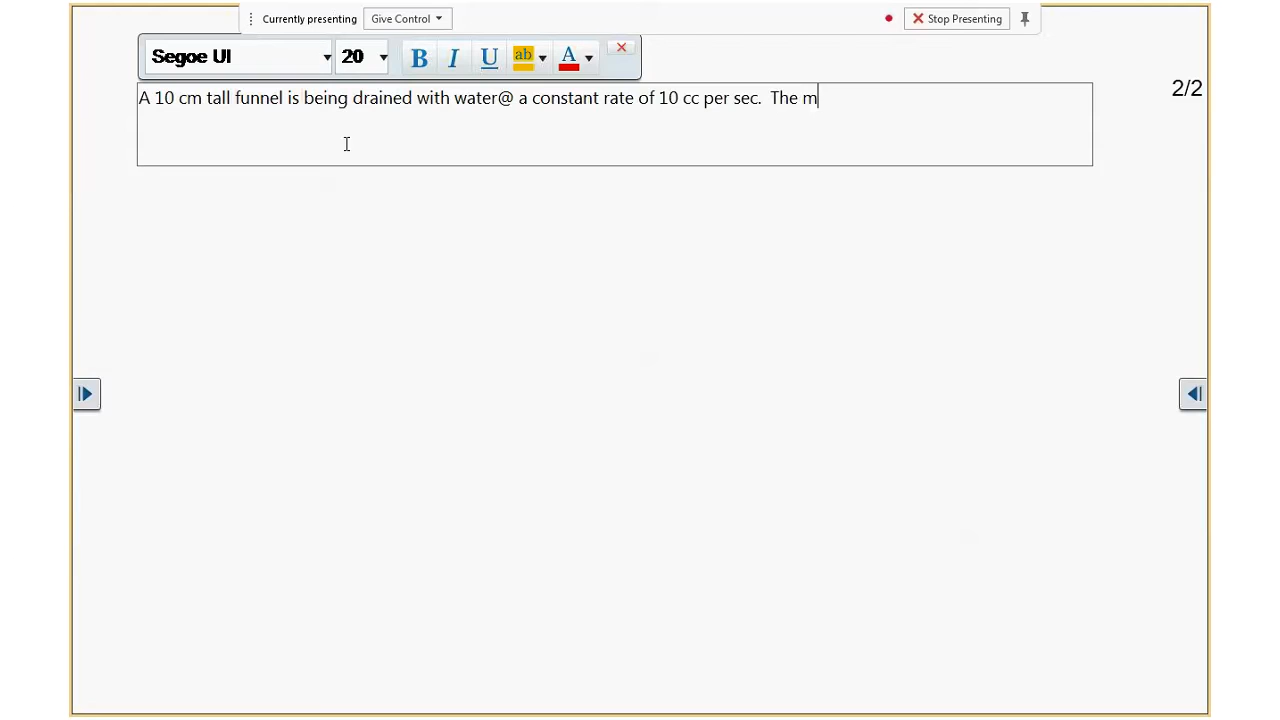 Currently presenting Give Control Stop Presenting
Segoe UI 20 B I U ab A
A 10 cm tall funnel is being drained with water@ a constant rate of 10 cc per sec.  The m
2/2